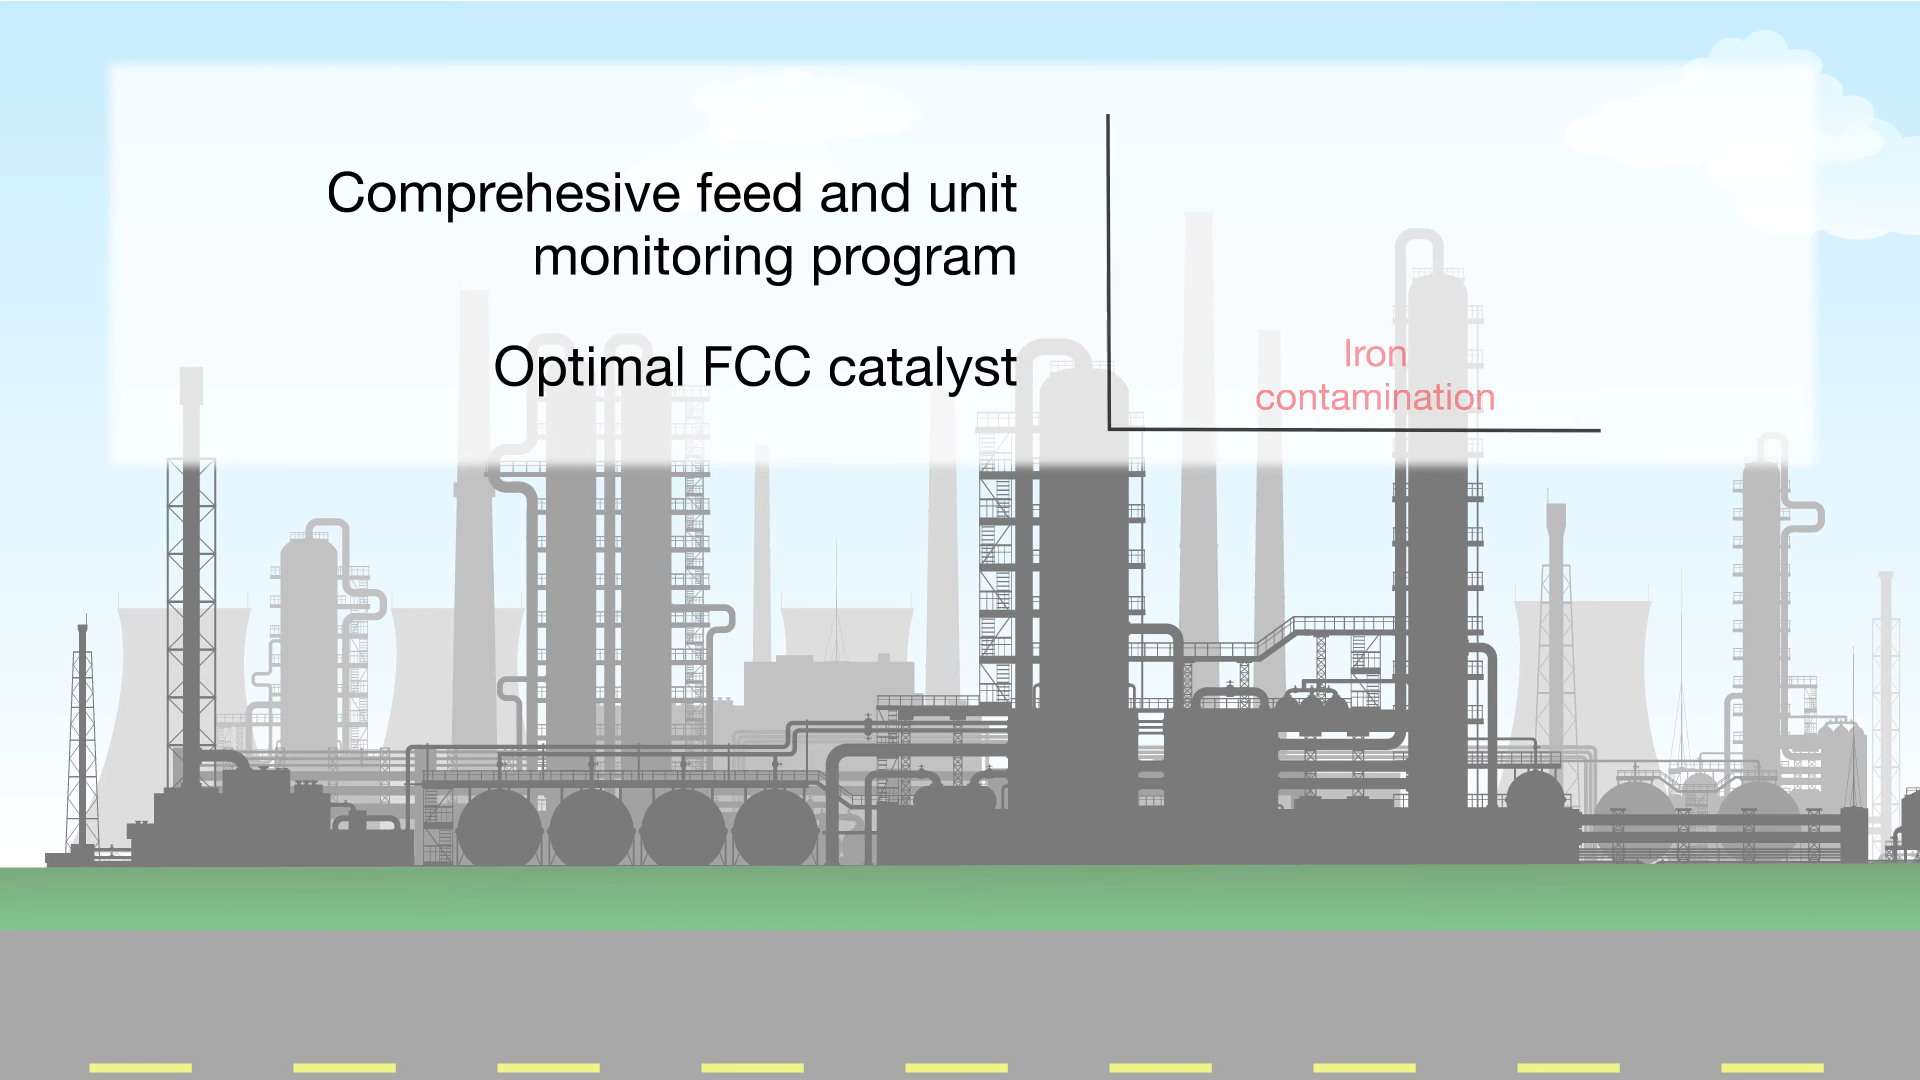 Comprehesive feed and unit
monitoring program
Optimal FCC catalyst
Iron
contamination